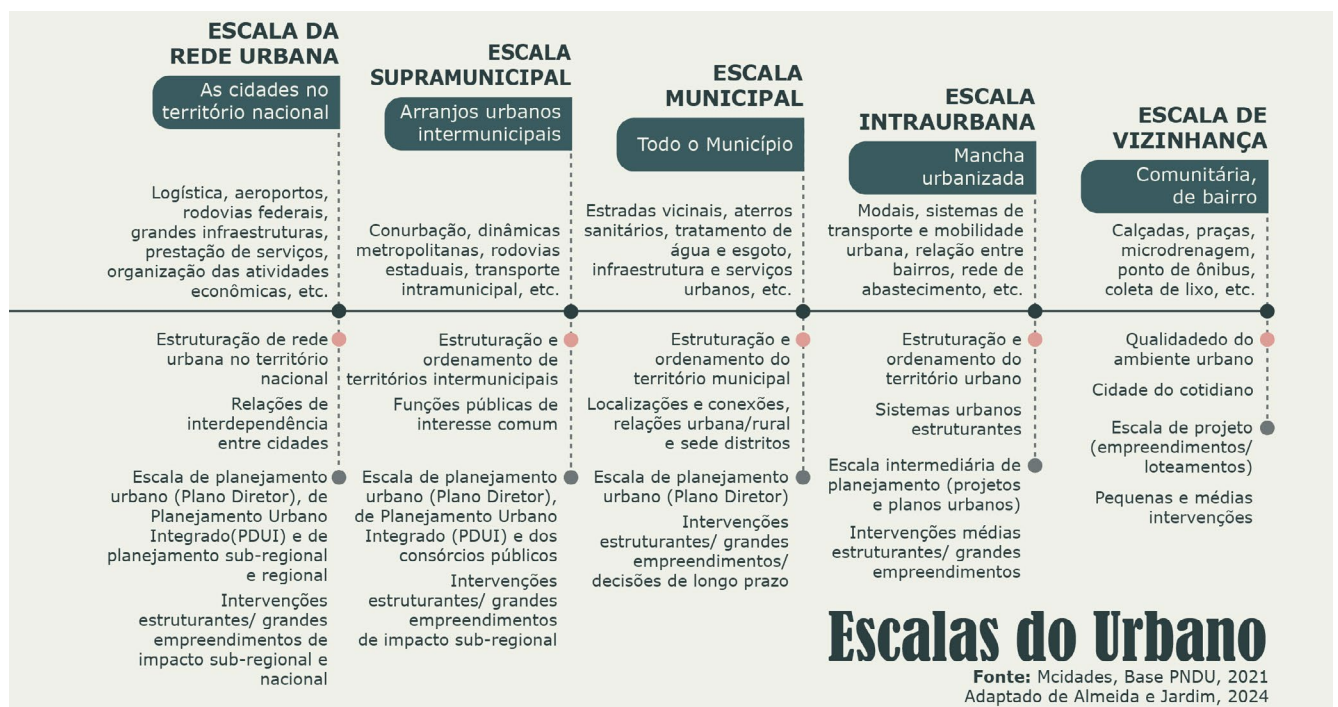 ESCALA DA
REDE URBANA
As cidades no
território nacional
Logística, aeroportos,
rodovias federais,
grandes infraestruturas,
prestação de serviços,
organização das atividades
econômicas, etc.
Estruturação de rede
urbana no território
nacional
Relações de
interdependência
entre cidades
Escala de planejamento
urbano (Plano Diretor), de
Planejamento Urbano
Integrado(PDUI) e de
planejamento sub-regional
e regional
Intervenções
estruturantes/ grandes
empreendimentos de
impacto sub-regional e
nacional
ESCALA
SUPRAMUNICIPAL
Arranjos urbanos
intermunicipais
Conurbação, dinâmicas
metropolitanas, rodovias
estaduais, transporte
intramunicipal, etc.
Estruturação e
ordenamento de
territórios intermunicipais
Funções públicas de
interesse comum
Escala de planejamento
urbano (Plano Diretor),
de Planejamento Urbano
Integrado (PDUI) e dos
consórcios públicos
Intervenções
estruturantes/ grandes
empreendimentos
de impacto sub-regional
ESCALA
MUNICIPAL
Todo o Município
Estradas vicinais, aterros
sanitários, tratamento de
água e esgoto,
infraestrutura e serviços
urbanos, etc.
Estruturação e
ordenamento do
território municipal
Localizações e conexões,
relações urbana/rural
e sede distritos
Escala de planejamento
urbano (Plano Diretor)
Intervenções
estruturantes/ grandes
empreendimentos/
decisões de longo prazo
ESCALA
INTRAURBANA
Mancha
urbanizada
Modais, sistemas de
transporte e mobilidade
urbana, relação entre
bairros, rede de
abastecimento, etc.
Estruturação e
ordenamento do
território urbano
Sistemas urbanos
estruturantes
Escala intermediária de
planejamento (projetos
e planos urbanos)
Intervenções médias
estruturantes/ grandes
empreendimentos
ESCALA DE
VIZINHANÇA
Comunitária,
de bairro
Calçadas, praças,
microdrenagem,
ponto de ônibus,
coleta de lixo, etc.
Qualidadedo do
ambiente urbano
Cidade do cotidiano
Escala de projeto
(empreendimentos/
loteamentos)
Pequenas e médias
intervenções
Escalas do Urbano
Fonte: Mcidades, Base PNDU, 2021
Adaptado de Almeida e Jardim, 2024